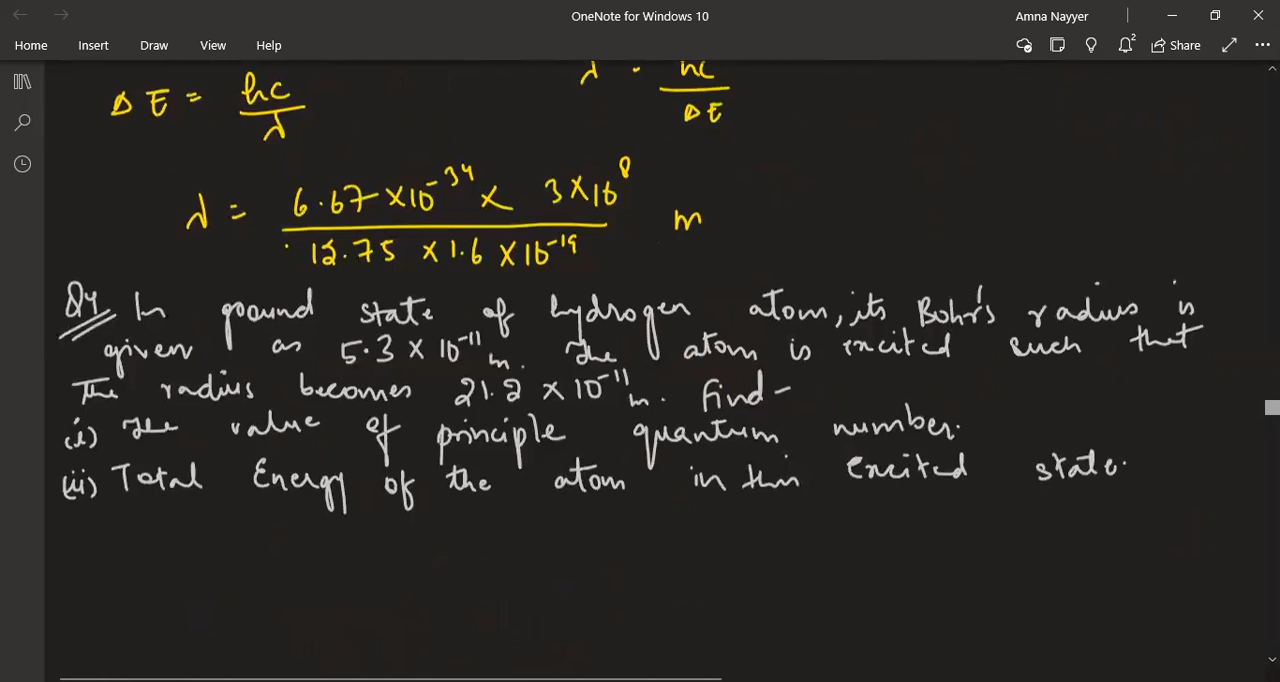 OneNote for Windows 10
Amna Nayyer
Home Insert Draw View Help
2 Share
Δ E = hc / λ
λ = hc / ΔE
λ = 6.67 × 10^-34 × 3 × 10^8 / 12.75 × 1.6 × 10^-19 m
Q4 In ground state of hydrogen atom, its Bohr's radius is
given as 5.3 × 10^-11 m. The atom is excited such that
The radius becomes 21.2 × 10^-11 m. Find -
(i) The value of principle quantum number.
(ii) Total Energy of the atom in this excited state.